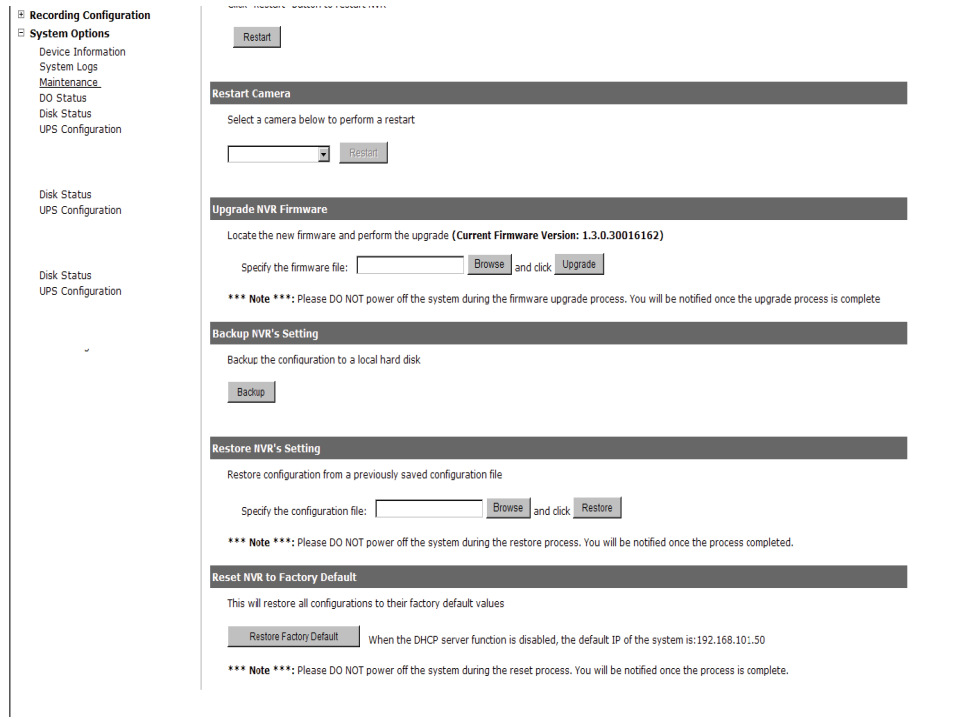 Recording Configuration
System Options
Device Information
System Logs
Maintenance
DO Status
Disk Status
UPS Configuration
Disk Status
UPS Configuration
Disk Status
UPS Configuration
Restart
Restart Camera
Select a camera below to perform a restart
Restart
Upgrade NVR Firmware
Locate the new firmware and perform the upgrade (Current Firmware Version: 1.3.0.30016162)
Specify the firmware file: Browse and click Upgrade
*** Note ***: Please DO NOT power off the system during the firmware upgrade process. You will be notified once the upgrade process is complete
Backup NVR's Setting
Backup the configuration to a local hard disk
Backup
Restore NVR's Setting
Restore configuration from a previously saved configuration file
Specify the configuration file: Browse and click Restore
*** Note ***: Please DO NOT power off the system during the restore process. You will be notified once the process completed.
Reset NVR to Factory Default
This will restore all configurations to their factory default values
Restore Factory Default When the DHCP server function is disabled, the default IP of the system is:192.168.101.50
*** Note ***: Please DO NOT power off the system during the reset process. You will be notified once the process is complete.